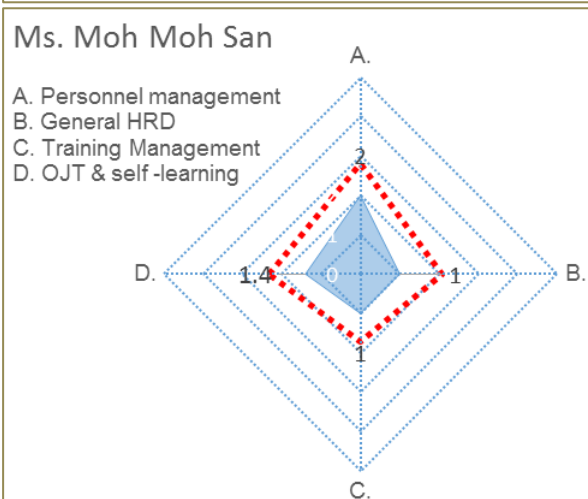 Ms. Moh Moh San
A.
A. Personnel management
B. General HRD
C. Training Management
D. OJT & self -learning
2
1
D.
1.4
0
1
B.
1
C.